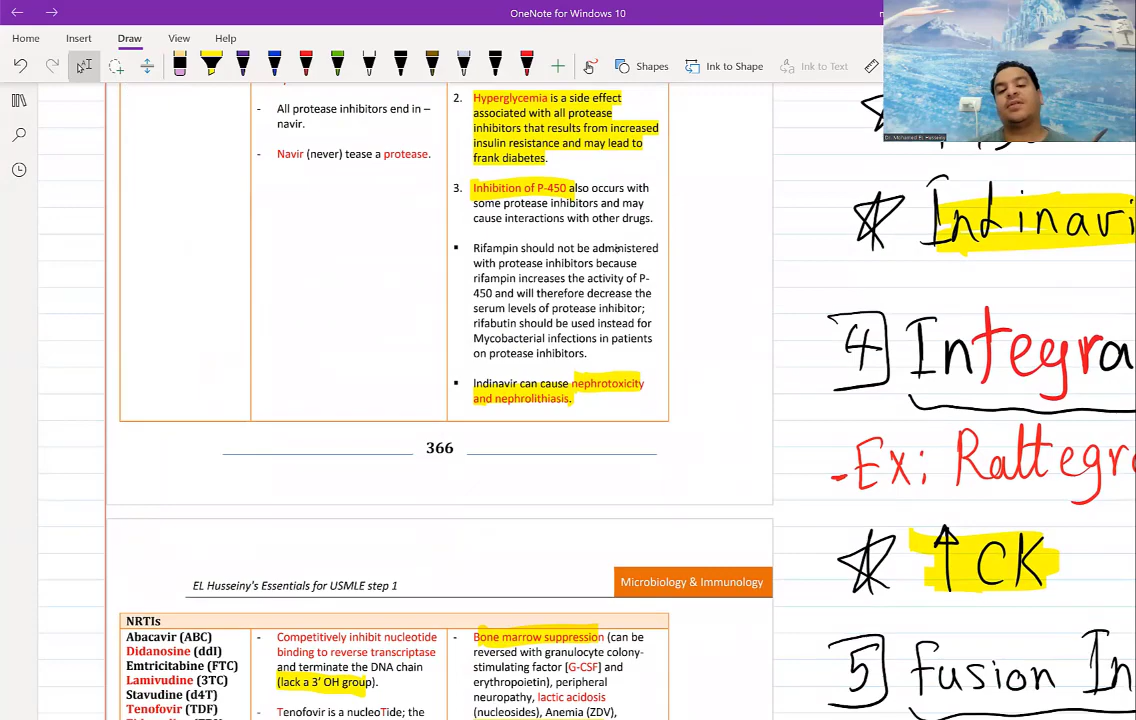 OneNote for Windows 10
Home Insert Draw View Help
Shapes Ink to Shape Ink to Text
Dr. Mohamed EL Husseiny
- All protease inhibitors end in –
navir.
- Navir (never) tease a protease.
2. Hyperglycemia is a side effect
associated with all protease
inhibitors that results from increased
insulin resistance and may lead to
frank diabetes.
3. Inhibition of P-450 also occurs with
some protease inhibitors and may
cause interactions with other drugs.
▪ Rifampin should not be administered
with protease inhibitors because
rifampin increases the activity of P-
450 and will therefore decrease the
serum levels of protease inhibitor;
rifabutin should be used instead for
Mycobacterial infections in patients
on protease inhibitors.
▪ Indinavir can cause nephrotoxicity
and nephrolithiasis.
366
EL Husseiny's Essentials for USMLE step 1
Microbiology & Immunology
NRTIs
Abacavir (ABC)
Didanosine (ddI)
Emtricitabine (FTC)
Lamivudine (3TC)
Stavudine (d4T)
Tenofovir (TDF)
- Competitively inhibit nucleotide
binding to reverse transcriptase
and terminate the DNA chain
(lack a 3’ OH group).
- Tenofovir is a nucleoTide; the
- Bone marrow suppression (can be
reversed with granulocyte colony-
stimulating factor [G-CSF] and
erythropoietin), peripheral
neuropathy, lactic acidosis
(nucleosides), Anemia (ZDV),
Indinavi
4 Integra
- Ex; Raltegr
↑ CK
5 Fusion In